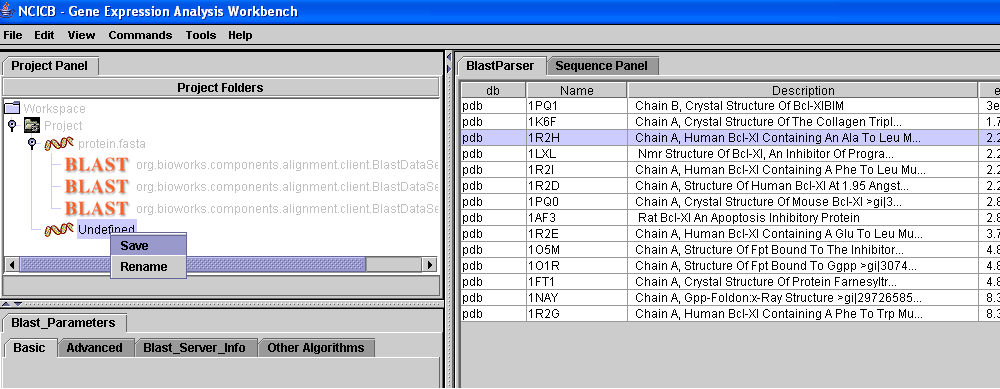 NCICB - Gene Expression Analysis Workbench
File Edit View Commands Tools Help
Project Panel
Project Folders
Workspace
Project
protein.fasta
BLAST org.bioworks.components.alignment.client.BlastDataSe
BLAST org.bioworks.components.alignment.client.BlastDataSe
BLAST org.bioworks.components.alignment.client.BlastDataSe
Undefined
Save
Rename
Blast_Parameters
Basic Advanced Blast_Server_Info Other Algorithms
BlastParser Sequence Panel
db Name Description e
pdb 1PQ1 Chain B, Crystal Structure Of Bcl-XlBIM 3e
pdb 1K6F Chain A, Crystal Structure Of The Collagen Tripl... 1.7
pdb 1R2H Chain A, Human Bcl-Xl Containing An Ala To Leu M... 2.2
pdb 1LXL Nmr Structure Of Bcl-Xl, An Inhibitor Of Progra... 2.2
pdb 1R2I Chain A, Human Bcl-Xl Containing A Phe To Leu Mu... 2.2
pdb 1R2D Chain A, Structure Of Human Bcl-Xl At 1.95 Angst... 2.2
pdb 1PQ0 Chain A, Crystal Structure Of Mouse Bcl-Xl >gi|3... 2.8
pdb 1AF3 Rat Bcl-Xl An Apoptosis Inhibitory Protein 2.8
pdb 1R2E Chain A, Human Bcl-Xl Containing A Glu To Leu Mu... 3.7
pdb 1O5M Chain A, Structure Of Fpt Bound To The Inhibitor... 4.8
pdb 1O1R Chain A, Structure Of Fpt Bound To Ggpp >gi|3074... 4.8
pdb 1FT1 Chain A, Crystal Structure Of Protein Farnesyltr... 4.8
pdb 1NAY Chain A, Gpp-Foldon:x-Ray Structure >gi|29726585... 8.3
pdb 1R2G Chain A, Human Bcl-Xl Containing A Phe To Trp Mu... 8.3